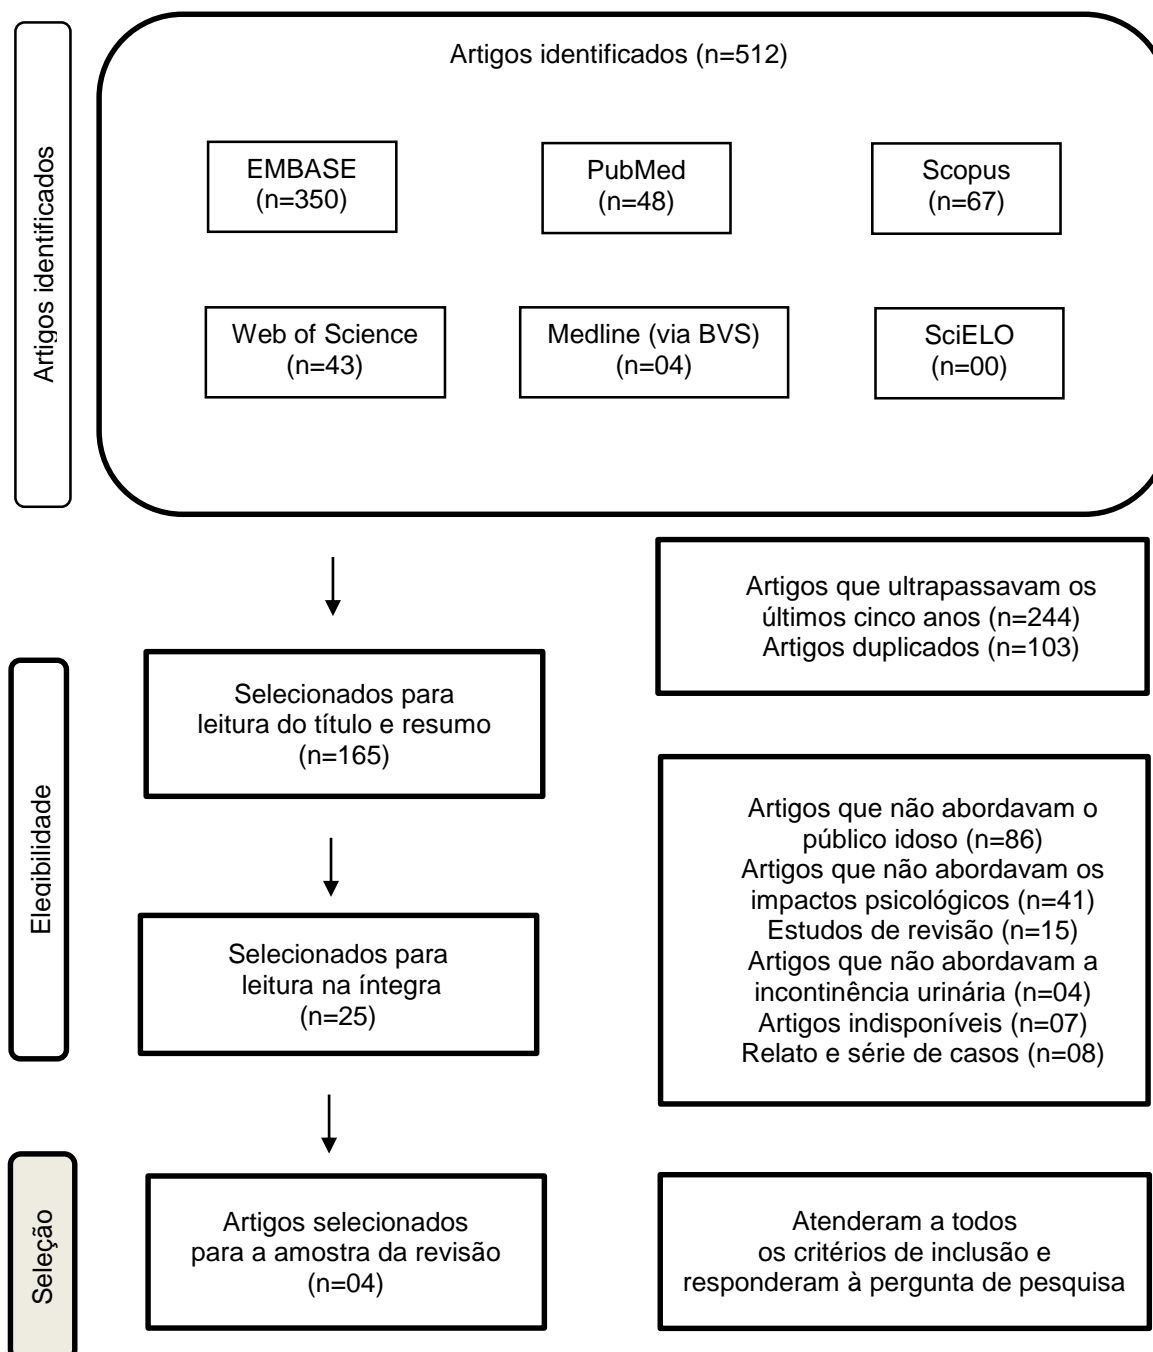 Artigos identificados
Artigos identificados (n=512)
EMBASE
(n=350)
PubMed
(n=48)
Scopus
(n=67)
Web of Science
(n=43)
Medline (via BVS)
(n=04)
SciELO
(n=00)
Artigos que ultrapassavam os
últimos cinco anos (n=244)
Artigos duplicados (n=103)
Elegibilidade
Selecionados para
leitura do título e resumo
(n=165)
Artigos que não abordavam o
público idoso (n=86)
Artigos que não abordavam os
impactos psicológicos (n=41)
Estudos de revisão (n=15)
Artigos que não abordavam a
incontinência urinária (n=04)
Artigos indisponíveis (n=07)
Relato e série de casos (n=08)
Selecionados para
leitura na íntegra
(n=25)
Seleção
Artigos selecionados
para a amostra da revisão
(n=04)
Atenderam a todos
os critérios de inclusão e
responderam à pergunta de pesquisa